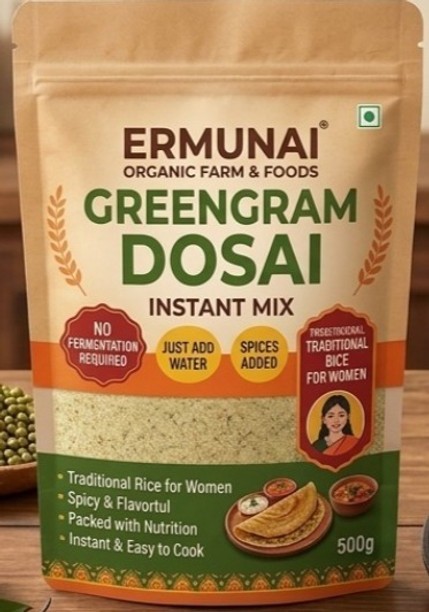 ERMUNAI®
ORGANIC FARM & FOODS
GREENGRAM
DOSAI
INSTANT MIX
NO
FERMGNTATION
REQUIRED
JUST ADD
WATER
SPICES
ADDED
TRADITIONAL
BICE
FOR WOMEN
Traditional Rice for Women
Spicy & Flavortul
Packed with Nutrition
Instant & Easy to Cook
500g